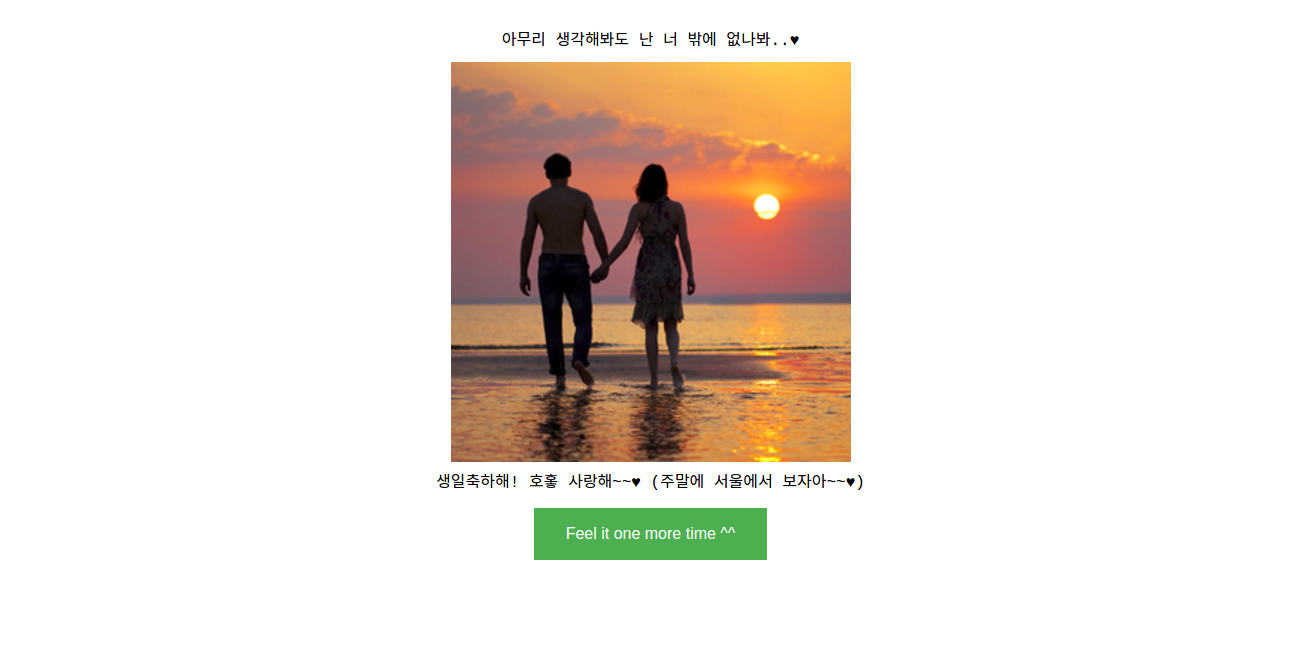 아무리 생각해봐도 난 너 밖에 없나봐..♥
생일축하해! 호홓 사랑해~~♥ (주말에 서울에서 보자아~~♥)
Feel it one more time ^^